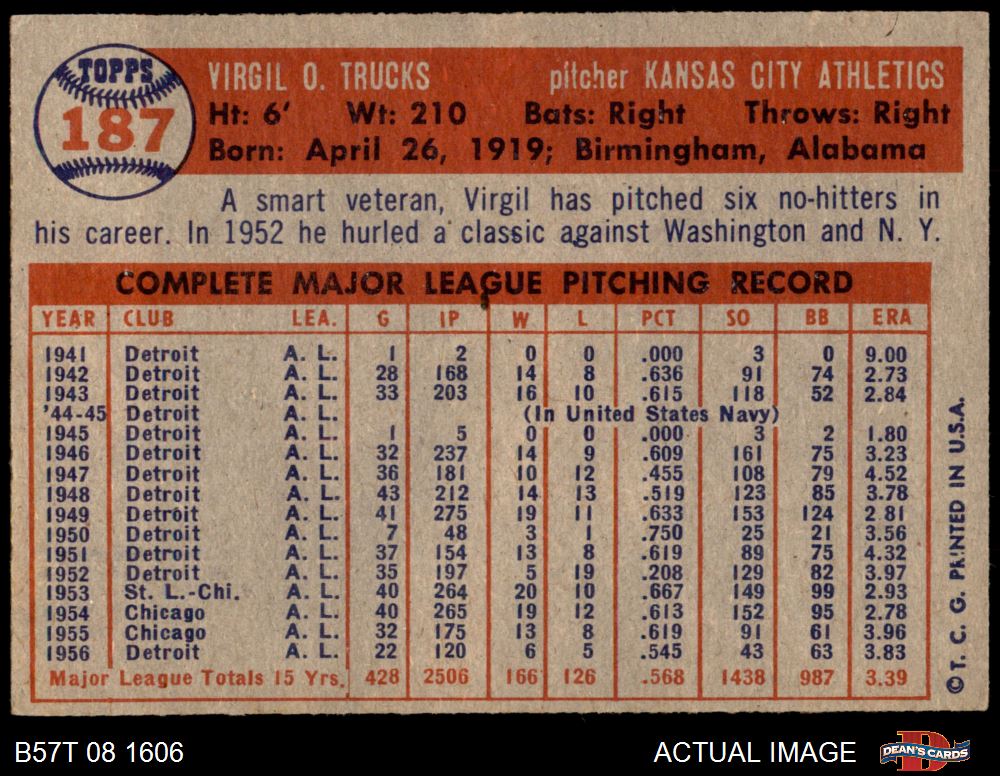 TOPPS
187
VIRGIL O. TRUCKS pitcher KANSAS CITY ATHLETICS
Ht: 6' Wt: 210 Bats: Right Throws: Right
Born: April 26, 1919; Birmingham, Alabama
A smart veteran, Virgil has pitched six no-hitters in
his career. In 1952 he hurled a classic against Washington and N. Y.
COMPLETE MAJOR LEAGUE PITCHING RECORD
YEAR CLUB LEA. G IP W L PCT SO BB ERA
1941 Detroit A. L. 1 2 0 0 .000 3 0 9.00
1942 Detroit A. L. 28 168 14 8 .636 91 74 2.73
1943 Detroit A. L. 33 203 16 10 .615 118 52 2.84
'44-45 Detroit A. L. (In United States Navy)
1945 Detroit A. L. 1 5 0 0 .000 3 2 1.80
1946 Detroit A. L. 32 237 14 9 .609 161 75 3.23
1947 Detroit A. L. 36 181 10 12 .455 108 79 4.52
1948 Detroit A. L. 43 212 14 13 .519 123 85 3.78
1949 Detroit A. L. 41 275 19 11 .633 153 124 2.81
1950 Detroit A. L. 7 48 3 1 .750 25 21 3.56
1951 Detroit A. L. 37 154 13 8 .619 89 75 4.32
1952 Detroit A. L. 35 197 5 19 .208 129 82 3.97
1953 St. L.-Chi. A. L. 40 264 20 10 .667 149 99 2.93
1954 Chicago A. L. 40 265 19 12 .613 152 95 2.78
1955 Chicago A. L. 32 175 13 8 .619 91 61 3.96
1956 Detroit A. L. 22 120 6 5 .545 43 63 3.83
Major League Totals 15 Yrs. 428 2506 166 126 .568 1438 987 3.39
© T. C. G. PRINTED IN U.S.A.
B57T 08 1606 ACTUAL IMAGE DEAN'S CARDS